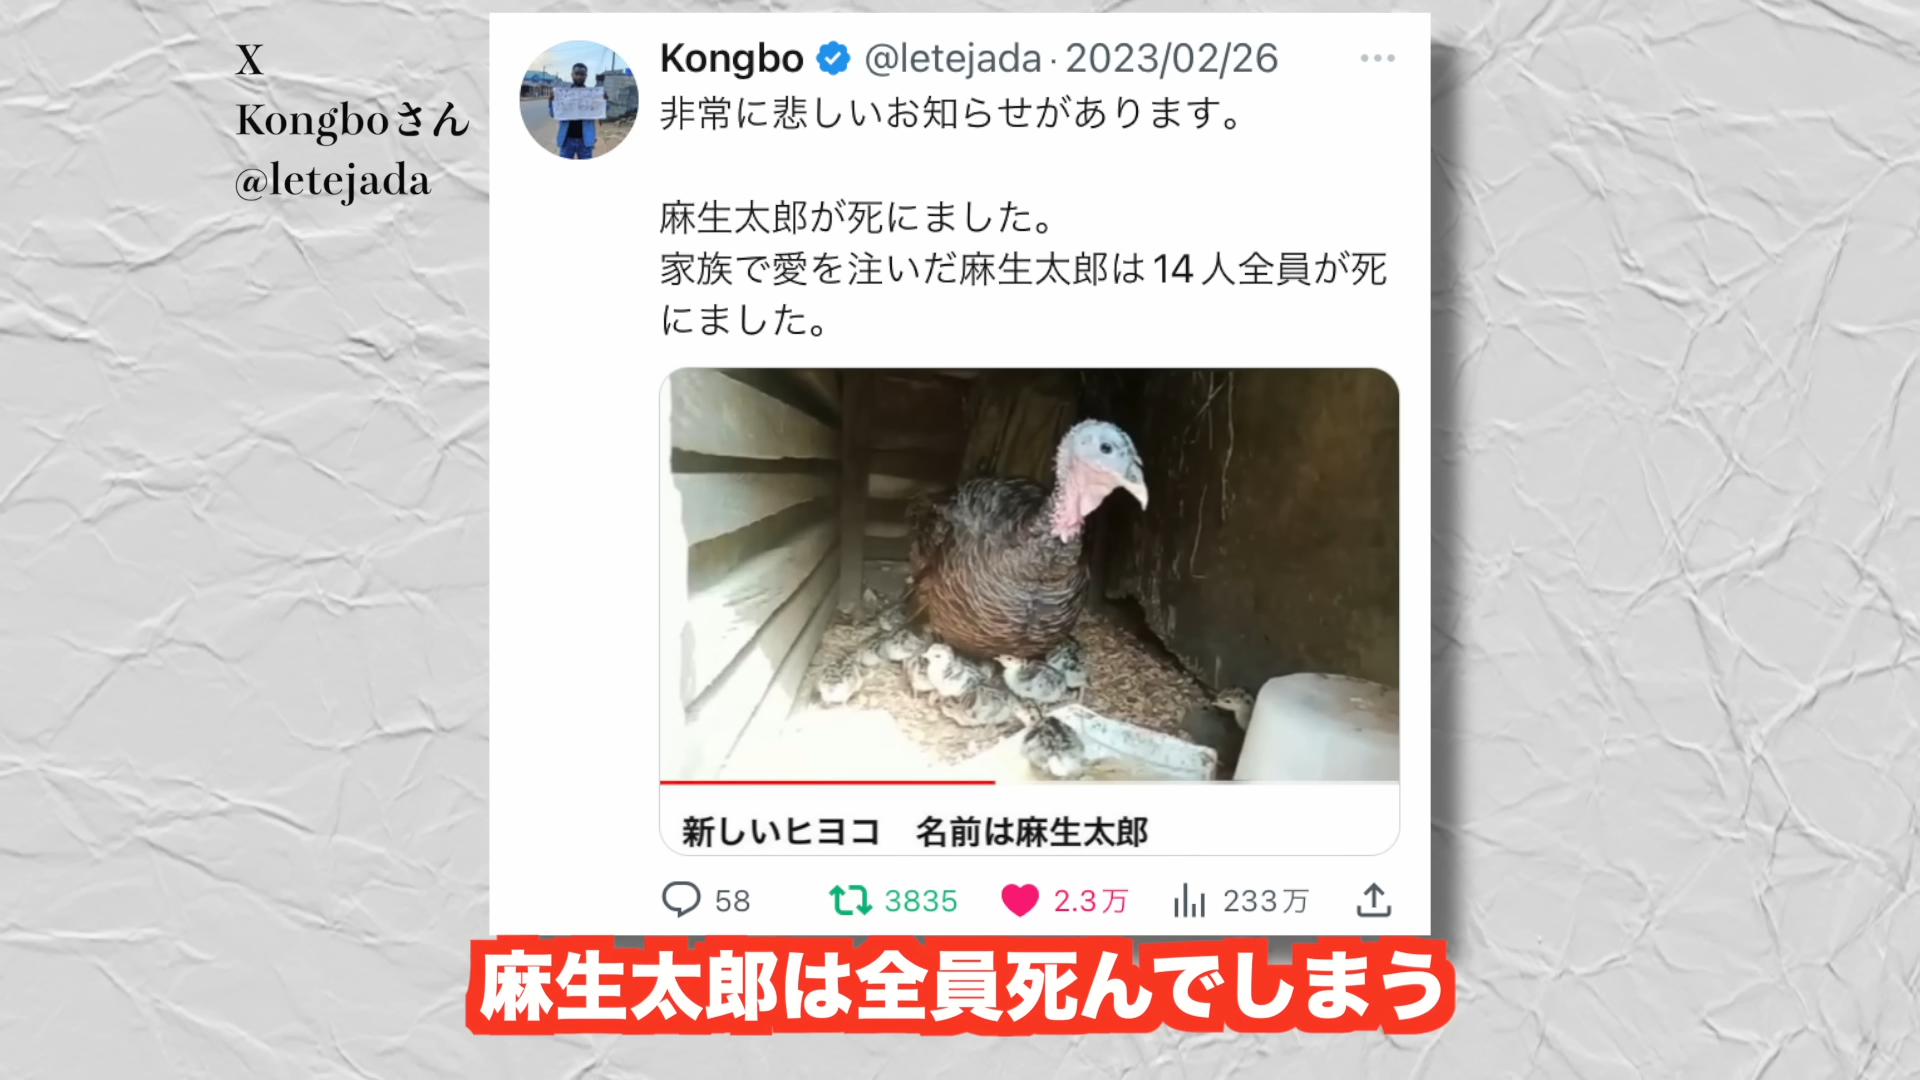 X
Kongboさん
@letejada
Kongbo @letejada · 2023/02/26
非常に悲しいお知らせがあります。
麻生太郎が死にました。
家族で愛を注いだ麻生太郎は14人全員が死
にました。
新しいヒヨコ　名前は麻生太郎
58 3835 2.3万 233万
麻生太郎は全員死んでしまう